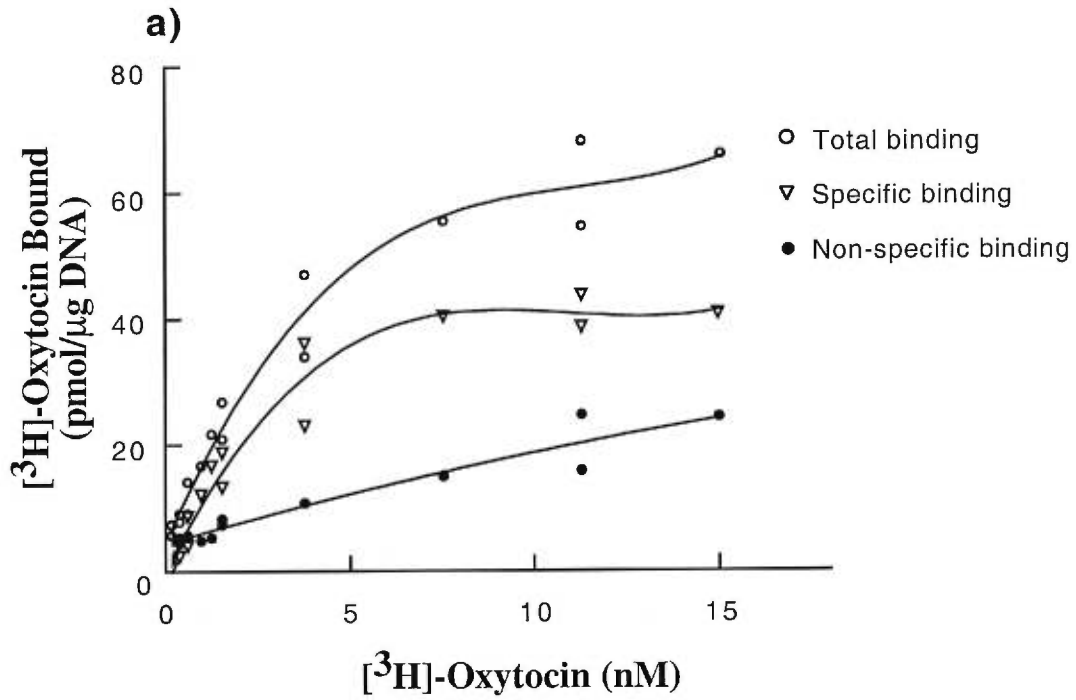 a)
80
60
40
20
0
[³H]-Oxytocin Bound
(pmol/µg DNA)
Total binding
Specific binding
Non-specific binding
0 5 10 15
[³H]-Oxytocin (nM)